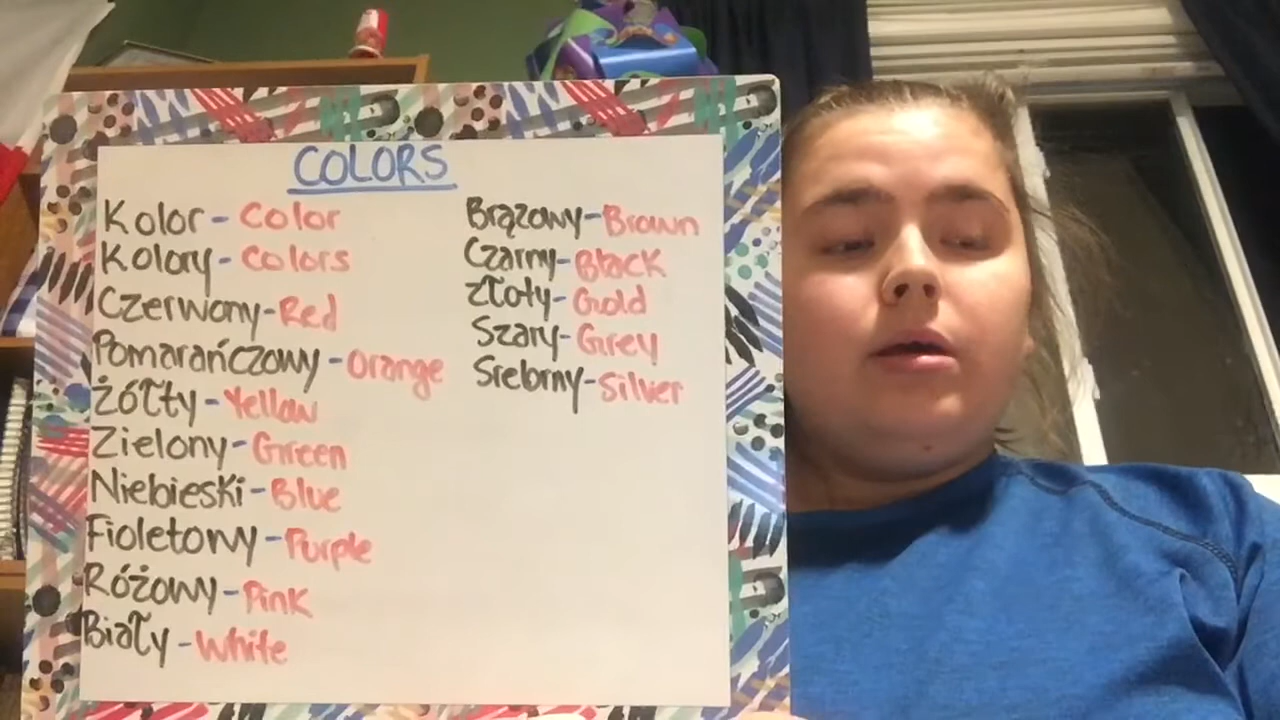 COLORS
Kolor - Color
Kolory - Colors
Czerwony - Red
Pomarańczowy - Orange
Żółty - Yellow
Zielony - Green
Niebieski - Blue
Fioletowy - Purple
Różowy - Pink
Biały - White
Brązowy - Brown
Czarny - Black
Złoty - Gold
Szary - Grey
Srebrny - Silver